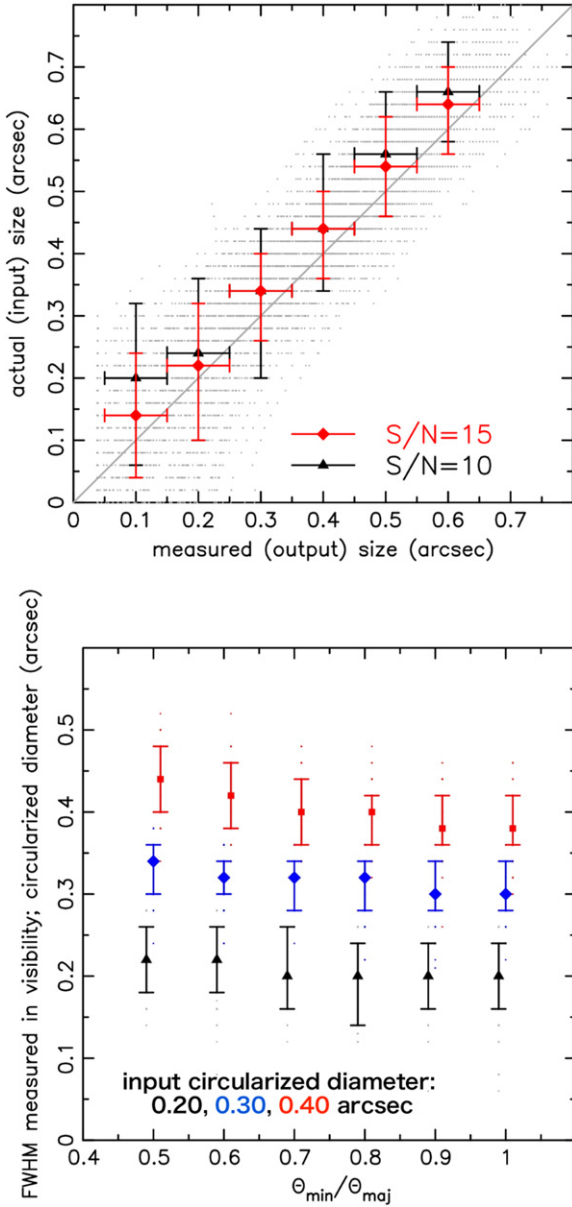 actual (input) size (arcsec)
0.7
0.6
0.5
0.4
0.3
0.2
0.1
0
S/N=15
S/N=10
0 0.1 0.2 0.3 0.4 0.5 0.6 0.7
measured (output) size (arcsec)
FWHM measured in visibility; circularized diameter (arcsec)
0.5
0.4
0.3
0.2
0.1
0
input circularized diameter:
0.20, 0.30, 0.40 arcsec
0.4 0.5 0.6 0.7 0.8 0.9 1
Θmin/Θmaj